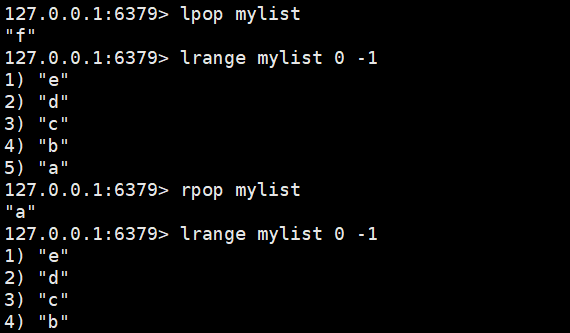 127.0.0.1:6379> lpop mylist
"f"
127.0.0.1:6379> lrange mylist 0 -1
1) "e"
2) "d"
3) "c"
4) "b"
5) "a"
127.0.0.1:6379> rpop mylist
"a"
127.0.0.1:6379> lrange mylist 0 -1
1) "e"
2) "d"
3) "c"
4) "b"